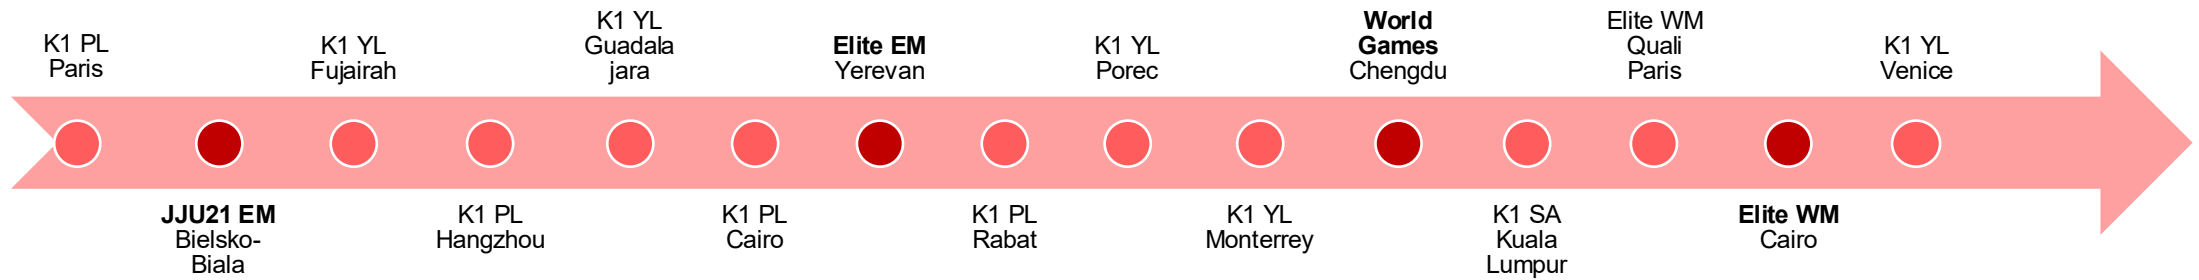 K1 PL
Paris
JJU21 EM
Bielsko-
Biala
K1 YL
Fujairah
K1 PL
Hangzhou
K1 YL
Guadala
jara
K1 PL
Cairo
Elite EM
Yerevan
K1 PL
Rabat
K1 YL
Porec
K1 YL
Monterrey
World
Games
Chengdu
K1 SA
Kuala
Lumpur
Elite WM
Quali
Paris
Elite WM
Cairo
K1 YL
Venice